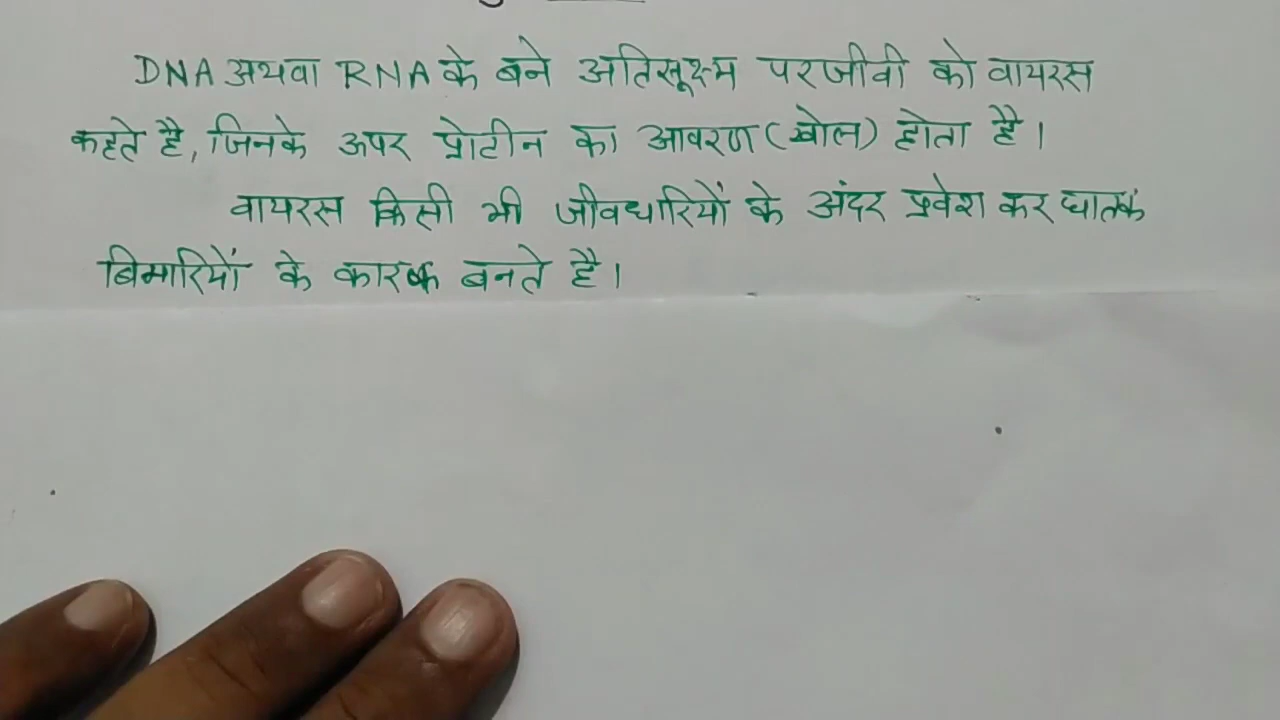 DNA अथवा RNA के बने अतिसूक्ष्म परजीवी को वायरस
कहते है, जिनके ऊपर प्रोटीन का आवरण (खोल) होता है।
वायरस किसी भी जीवधारियों के अंदर प्रवेश कर घातक
बिमारियों के कारक बनते है।